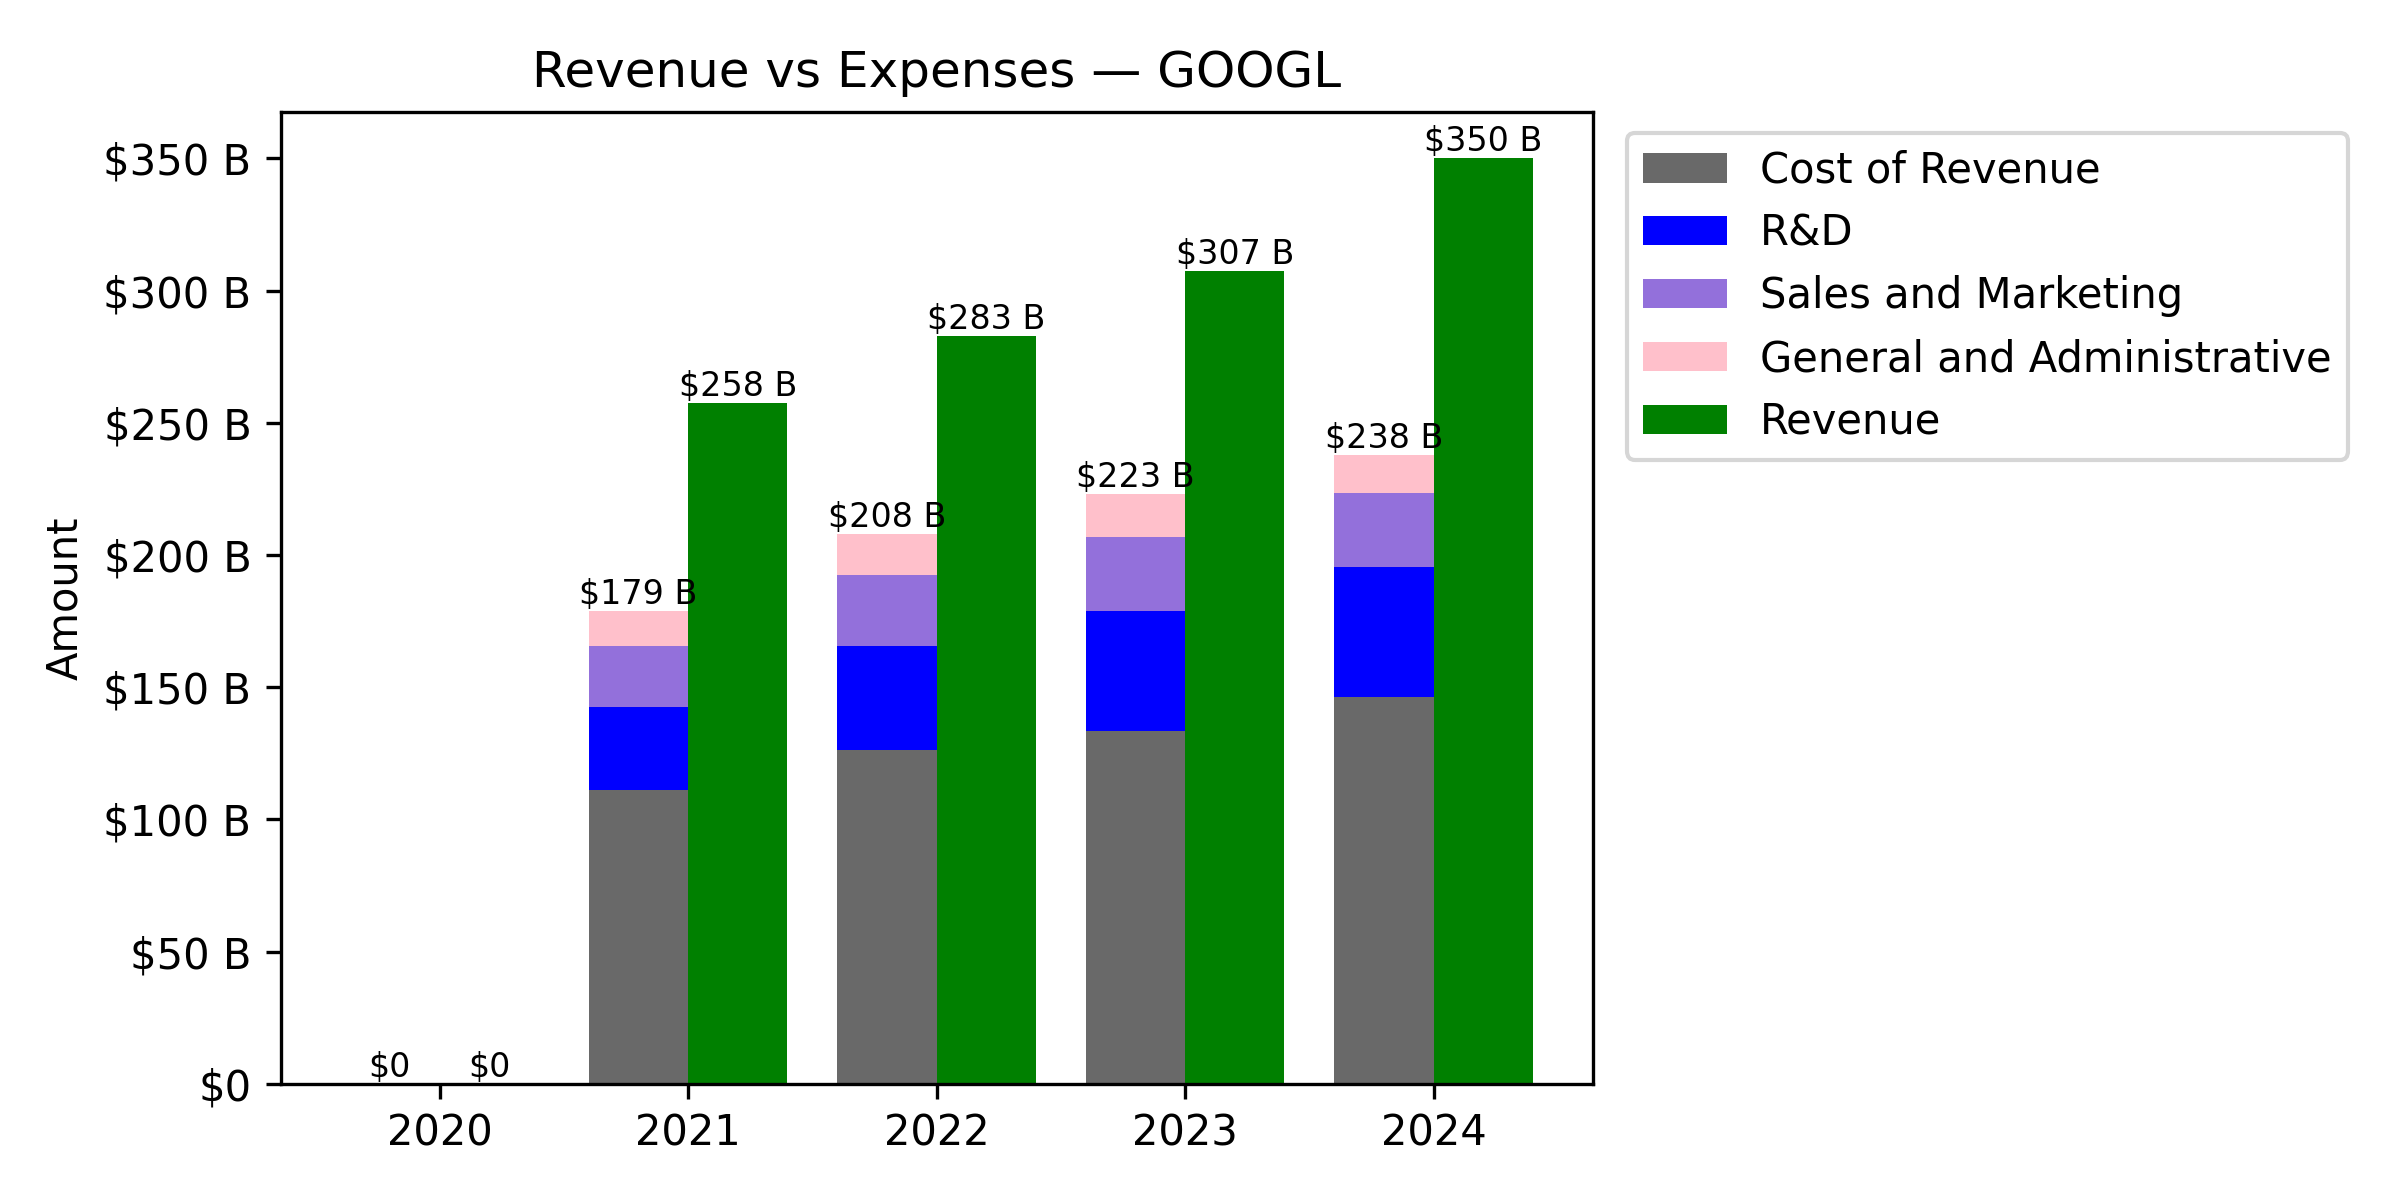 Revenue vs Expenses — GOOGL
Amount
$350 B
$300 B
$250 B
$200 B
$150 B
$100 B
$50 B
$0
$0 $0
$179 B
$258 B
$208 B
$283 B
$223 B
$307 B
$238 B
$350 B
2020 2021 2022 2023 2024
Cost of Revenue
R&D
Sales and Marketing
General and Administrative
Revenue